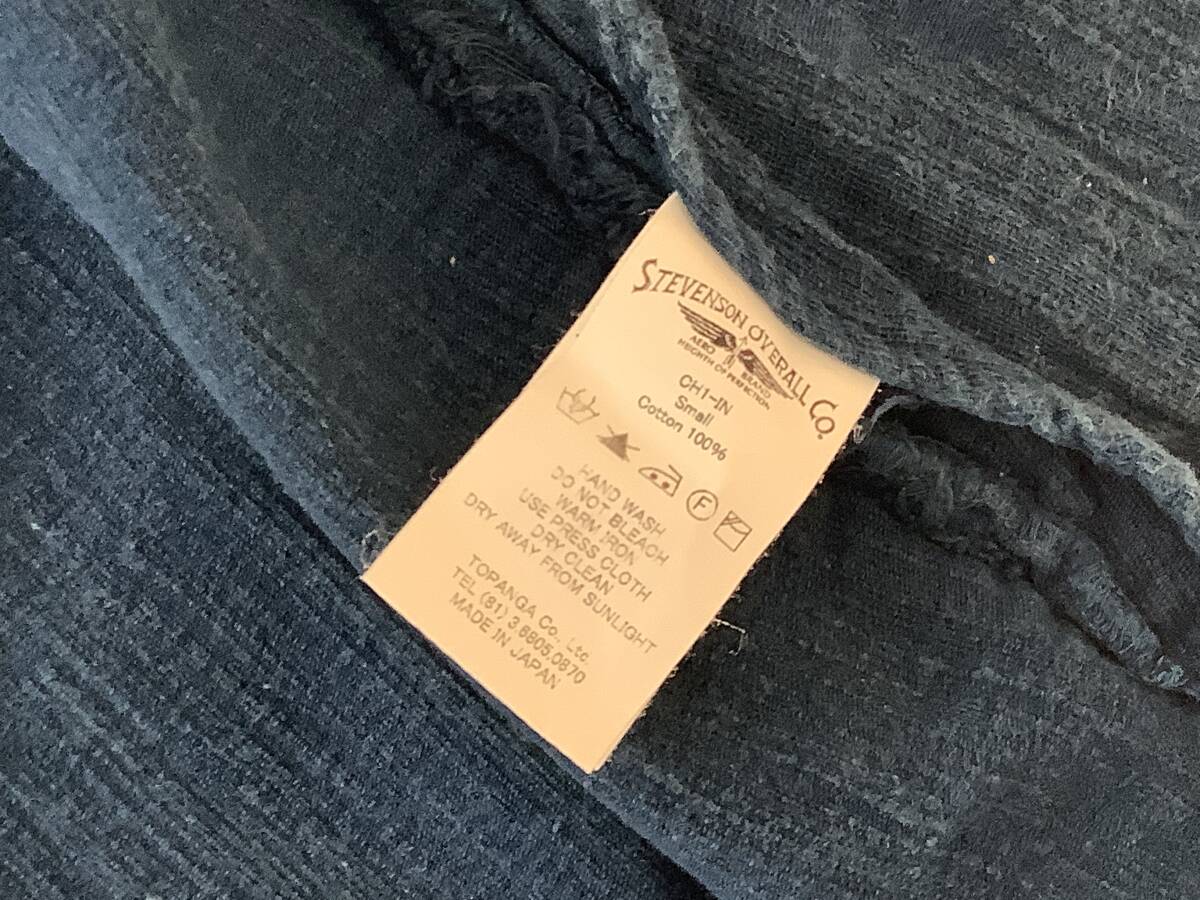 STEVENSON OVERALL CO.
AERO BRAND
HEIGHTH OF PERFECTION
CH1-IN
Small
Cotton 100%
F
HAND WASH
DO NOT BLEACH
WARM IRON
USE PRESS CLOTH
DRY CLEAN
DRY AWAY FROM SUNLIGHT
TOPANGA Co., Ltd.
TEL (81) 3.6805.0870
MADE IN JAPAN